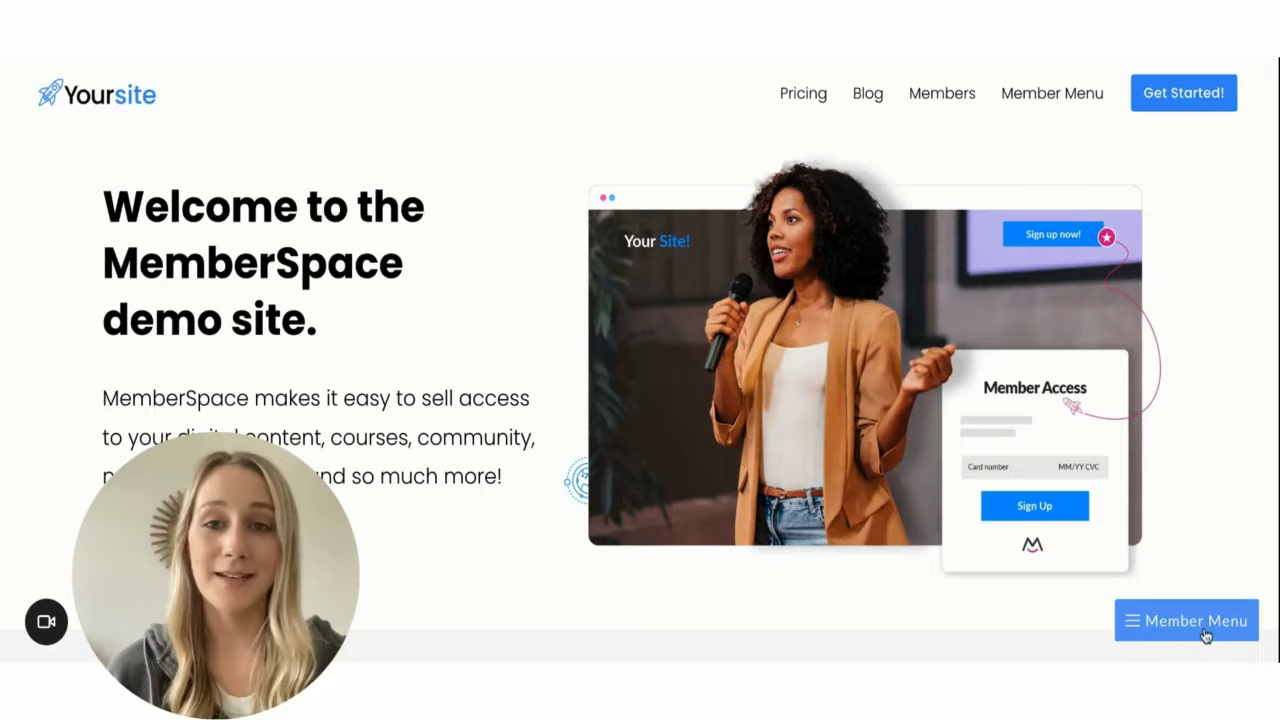 Yoursite
Pricing Blog Members Member Menu Get Started!
Welcome to the
MemberSpace
demo site.
MemberSpace makes it easy to sell access
to your digital content, courses, community,
and so much more!
Your Site!
Sign up now!
Member Access
Card number MM/YY CVC
Sign Up
Member Menu